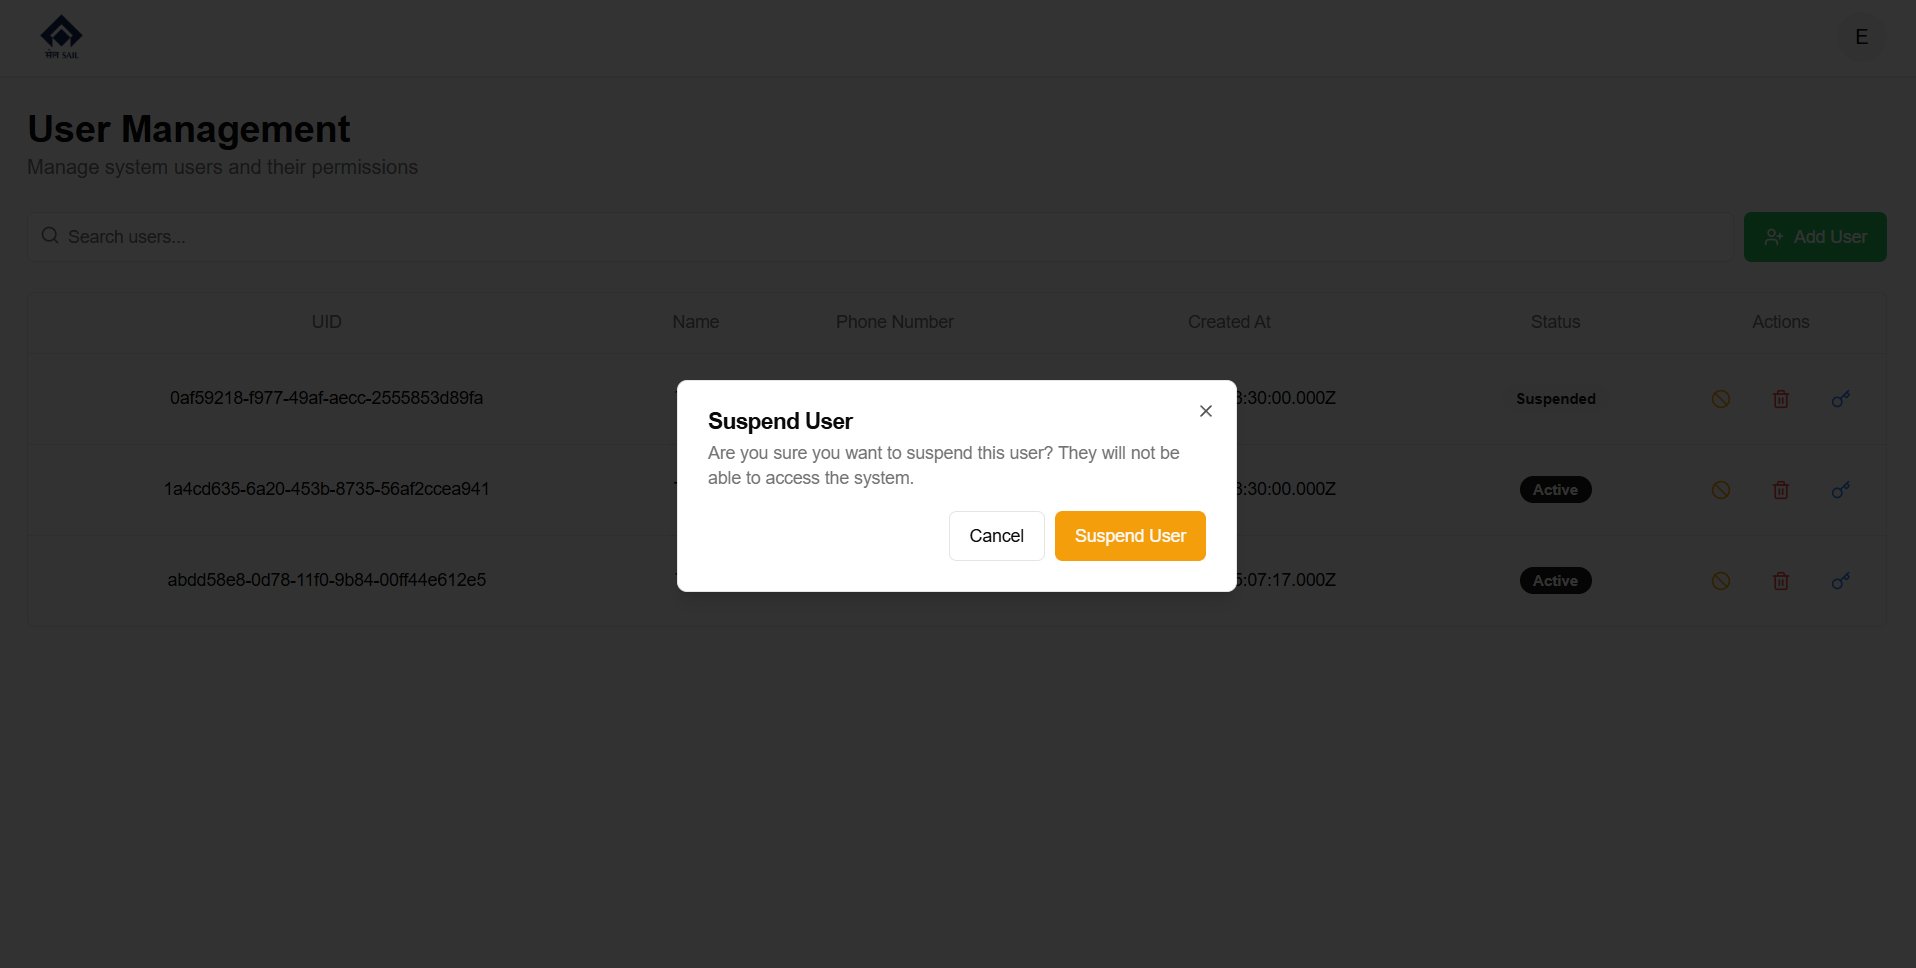 सेल SAIL
E
User Management
Manage system users and their permissions
Search users...
Add User
UID Name Phone Number Created At Status Actions
0af59218-f977-49af-aecc-2555853d89fa :30:00.000Z Suspended
Suspend User
Are you sure you want to suspend this user? They will not be
able to access the system.
1a4cd635-6a20-453b-8735-56af2ccea941 :30:00.000Z Active
Cancel Suspend User
abdd58e8-0d78-11f0-9b84-00ff44e612e5 :07:17.000Z Active